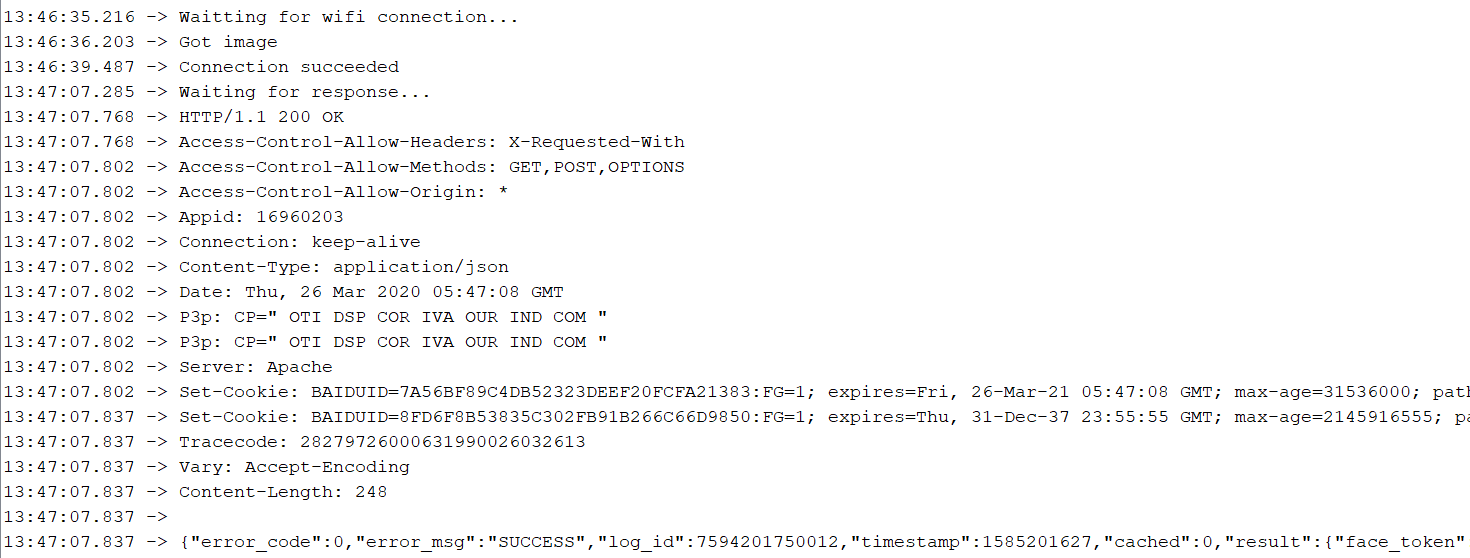 13:46:35.216 -> Waitting for wifi connection...
13:46:36.203 -> Got image
13:46:39.487 -> Connection succeeded
13:47:07.285 -> Waiting for response...
13:47:07.768 -> HTTP/1.1 200 OK
13:47:07.768 -> Access-Control-Allow-Headers: X-Requested-With
13:47:07.802 -> Access-Control-Allow-Methods: GET,POST,OPTIONS
13:47:07.802 -> Access-Control-Allow-Origin: *
13:47:07.802 -> Appid: 16960203
13:47:07.802 -> Connection: keep-alive
13:47:07.802 -> Content-Type: application/json
13:47:07.802 -> Date: Thu, 26 Mar 2020 05:47:08 GMT
13:47:07.802 -> P3p: CP=" OTI DSP COR IVA OUR IND COM "
13:47:07.802 -> P3p: CP=" OTI DSP COR IVA OUR IND COM "
13:47:07.802 -> Server: Apache
13:47:07.802 -> Set-Cookie: BAIDUID=7A56BF89C4DB52323DEEF20FCFA21383:FG=1; expires=Fri, 26-Mar-21 05:47:08 GMT; max-age=31536000; path
13:47:07.837 -> Set-Cookie: BAIDUID=8FD6F8B53835C302FB91B266C66D9850:FG=1; expires=Thu, 31-Dec-37 23:55:55 GMT; max-age=2145916555; pa
13:47:07.837 -> Tracecode: 28279726000631990026032613
13:47:07.837 -> Vary: Accept-Encoding
13:47:07.837 -> Content-Length: 248
13:47:07.837 ->
13:47:07.837 -> {"error_code":0,"error_msg":"SUCCESS","log_id":7594201750012,"timestamp":1585201627,"cached":0,"result":{"face_token"